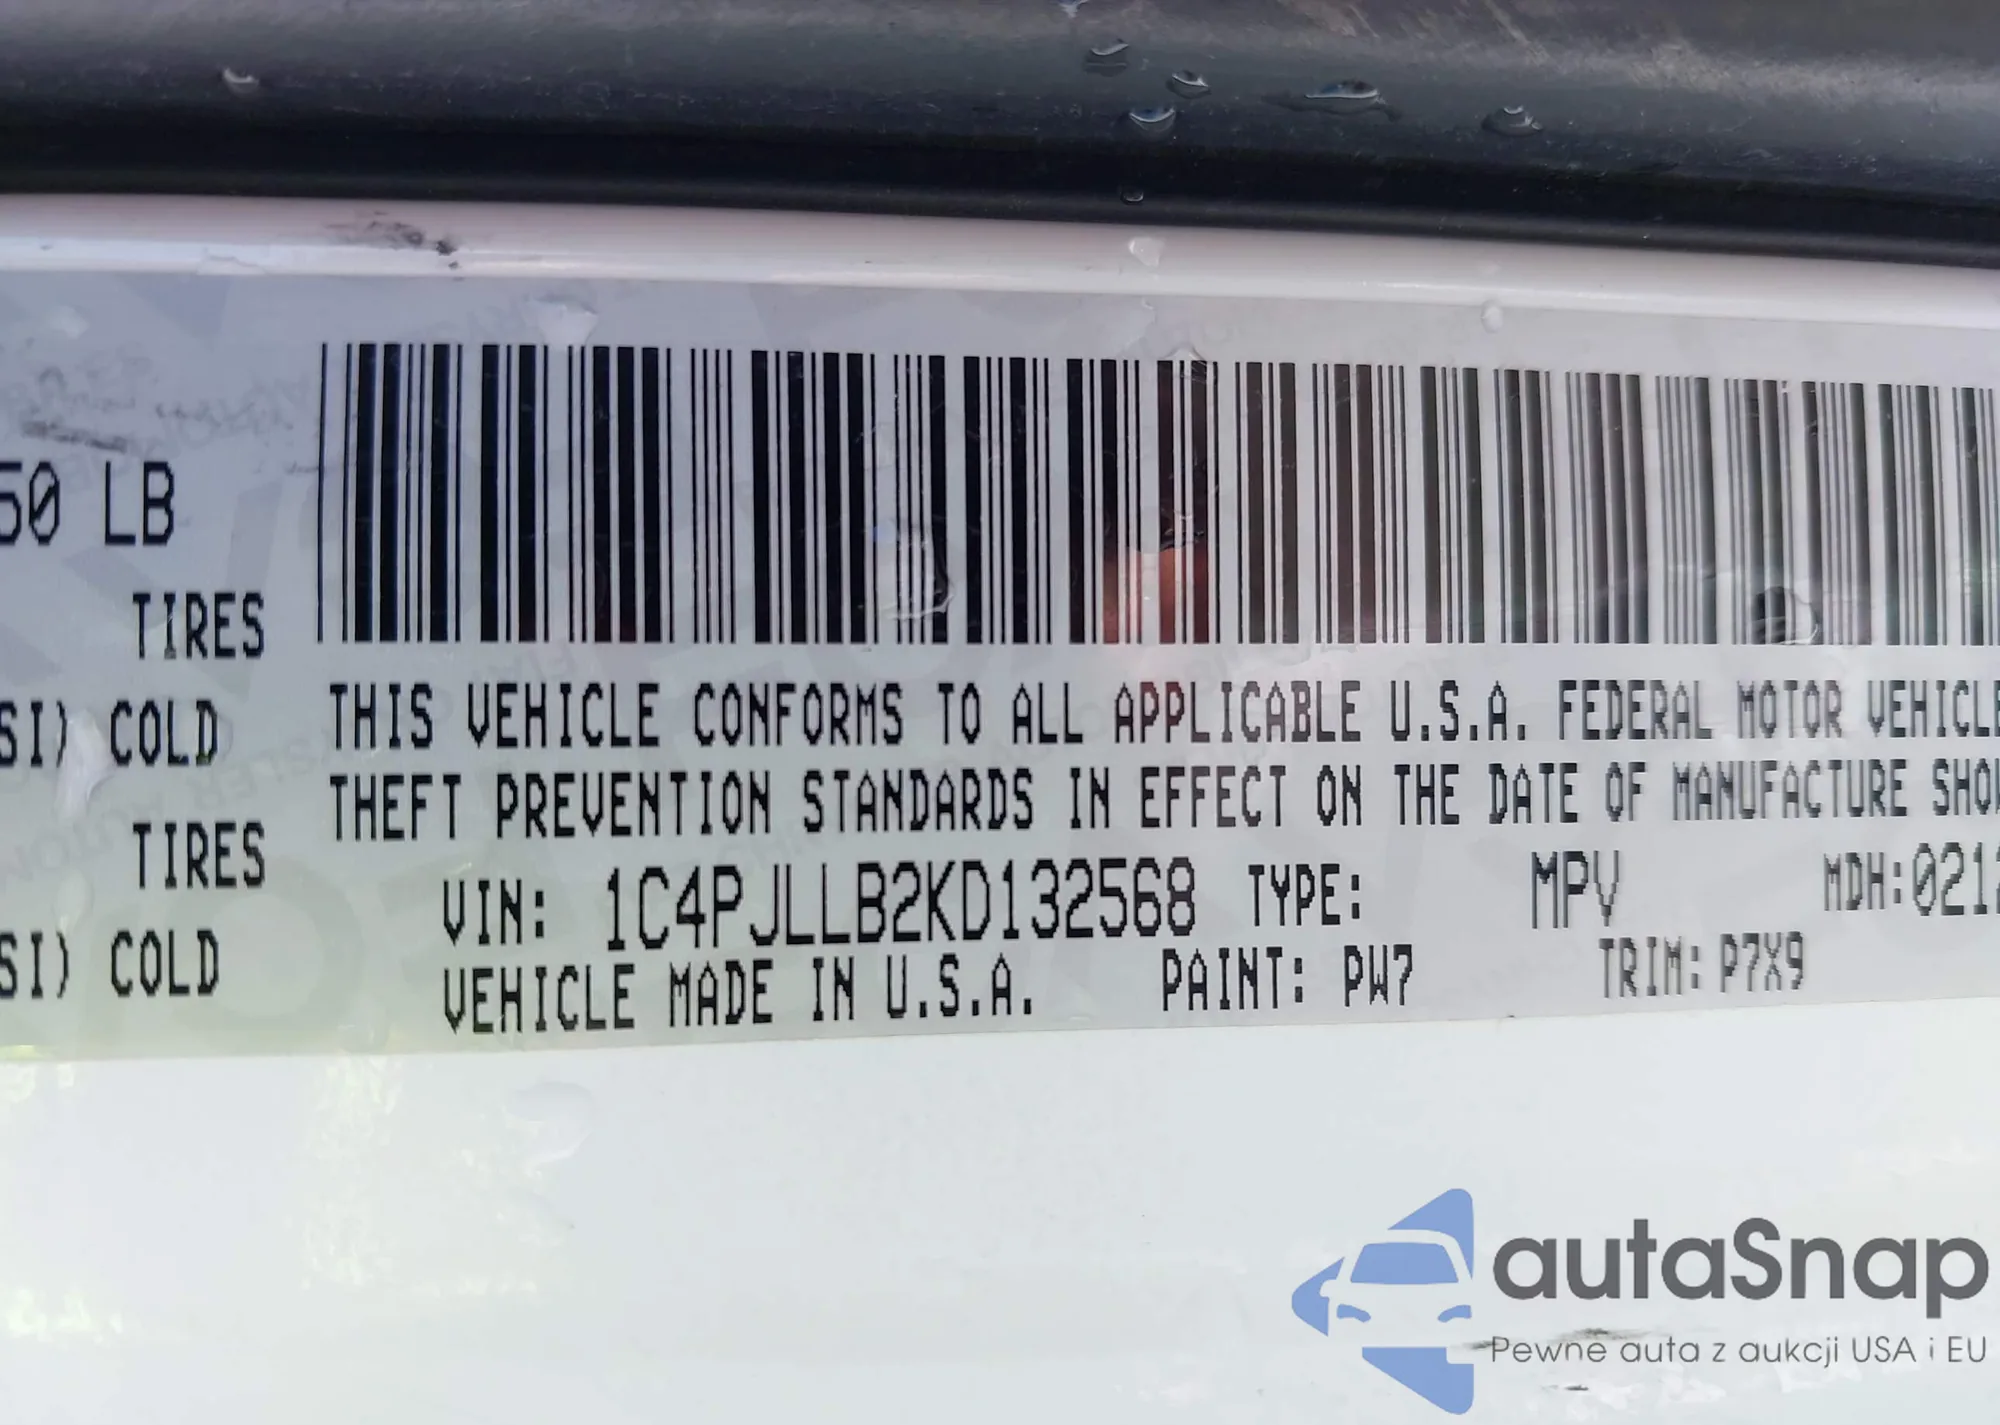 50 LB
TIRES
SI) COLD
TIRES
SI) COLD
THIS VEHICLE CONFORMS TO ALL APPLICABLE U.S.A. FEDERAL MOTOR VEHICLE
THEFT PREVENTION STANDARDS IN EFFECT ON THE DATE OF MANUFACTURE SHOW
VIN: 1C4PJLLB2KD132568 TYPE: MPV MDH:0212
VEHICLE MADE IN U.S.A. PAINT: PW7 TRIM: P7X9
autaSnap
Pewne auta z aukcji USA i EU